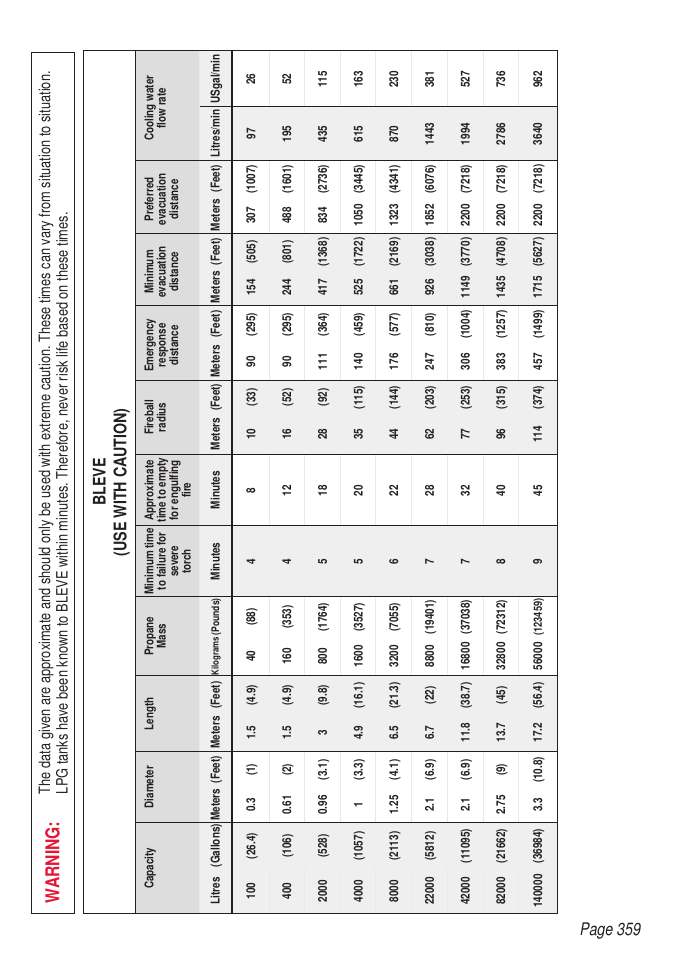 WARNING: The data given are approximate and should only be used with extreme caution. These times can vary from situation to situation.
LPG tanks have been known to BLEVE within minutes. Therefore, never risk life based on these times.
BLEVE
(USE WITH CAUTION)
Capacity Diameter Length Propane Mass Minimum time to failure for severe torch Approximate time to empty for engulfing fire Fireball radius Emergency response distance Minimum evacuation distance Preferred evacuation distance Cooling water flow rate
Litres (Gallons) Meters (Feet) Meters (Feet) Kilograms (Pounds) Minutes Minutes Meters (Feet) Meters (Feet) Meters (Feet) Meters (Feet) Litres/min USgal/min
100 (26.4) 0.3 (1) 1.5 (4.9) 40 (88) 4 8 10 (33) 90 (295) 154 (505) 307 (1007) 97 26
400 (106) 0.61 (2) 1.5 (4.9) 160 (353) 4 12 16 (52) 90 (295) 244 (801) 488 (1601) 195 52
2000 (528) 0.96 (3.1) 3 (9.8) 800 (1764) 5 18 28 (92) 111 (364) 417 (1368) 834 (2736) 435 115
4000 (1057) 1 (3.3) 4.9 (16.1) 1600 (3527) 5 20 35 (115) 140 (459) 525 (1722) 1050 (3445) 615 163
8000 (2113) 1.25 (4.1) 6.5 (21.3) 3200 (7055) 6 22 44 (144) 176 (577) 661 (2169) 1323 (4341) 870 230
22000 (5812) 2.1 (6.9) 6.7 (22) 8800 (19401) 7 28 62 (203) 247 (810) 926 (3038) 1852 (6076) 1443 381
42000 (11095) 2.1 (6.9) 11.8 (38.7) 16800 (37038) 7 32 77 (253) 306 (1004) 1149 (3770) 2200 (7218) 1994 527
82000 (21662) 2.75 (9) 13.7 (45) 32800 (72312) 8 40 96 (315) 383 (1257) 1435 (4708) 2200 (7218) 2786 736
140000 (36984) 3.3 (10.8) 17.2 (56.4) 56000 (123459) 9 45 114 (374) 457 (1499) 1715 (5627) 2200 (7218) 3640 962
Page 359